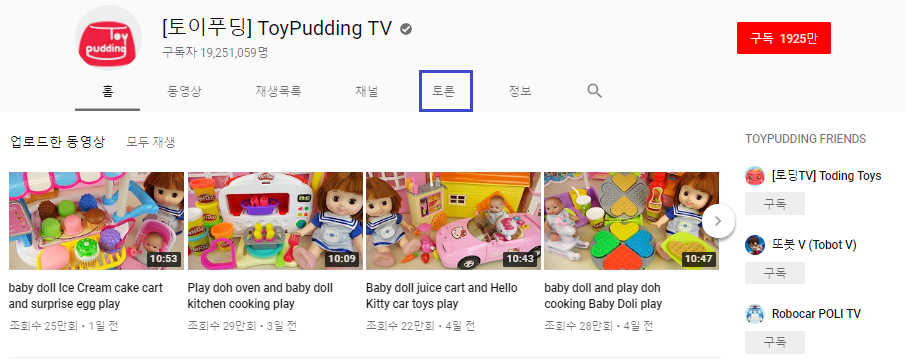 Toy
pudding
[토이푸딩] ToyPudding TV
구독자 19,251,059명
구독 1925만
홈 동영상 재생목록 채널 토론 정보
업로드한 동영상 모두 재생
10:53
10:09
10:43
10:47
baby doll Ice Cream cake cart
and surprise egg play
조회수 25만회 • 1일 전
Play doh oven and baby doll
kitchen cooking play
조회수 29만회 • 3일 전
Baby doll juice cart and Hello
Kitty car toys play
조회수 22만회 • 4일 전
baby doll and play doh
cooking Baby Doli play
조회수 28만회 • 4일 전
TOYPUDDING FRIENDS
[토딩TV] Toding Toys
구독
또봇 V (Tobot V)
구독
Robocar POLI TV
구독